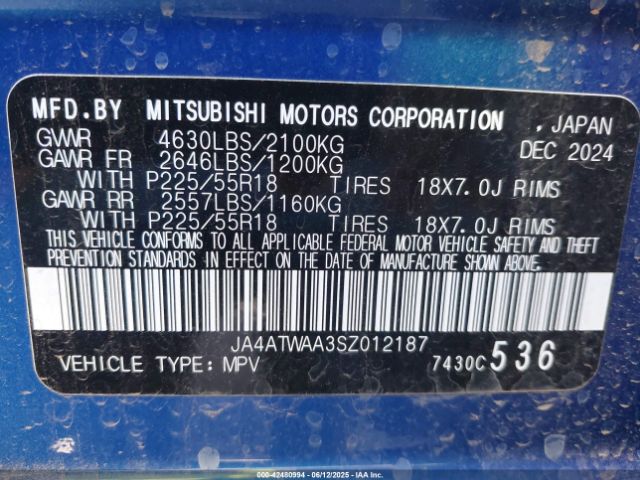 MFD.BY MITSUBISHI MOTORS CORPORATION , JAPAN
GVWR 4630LBS/2100KG DEC 2024
GAWR FR 2646LBS/1200KG
WITH P225/55R18 TIRES 18X7.0J RIMS
GAWR RR 2557LBS/1160KG
WITH P225/55R18 TIRES 18X7.0J RIMS
THIS VEHICLE CONFORMS TO ALL APPLICABLE FEDERAL MOTOR VEHICLE SAFETY AND THEFT
PREVENTION STANDARDS IN EFFECT ON THE DATE OF MANUFACTURE SHOWN ABOVE.
JA4ATWAA3SZ012187
VEHICLE TYPE: MPV 7430C 536
000-42480994 - 06/12/2025 - IAA Inc.